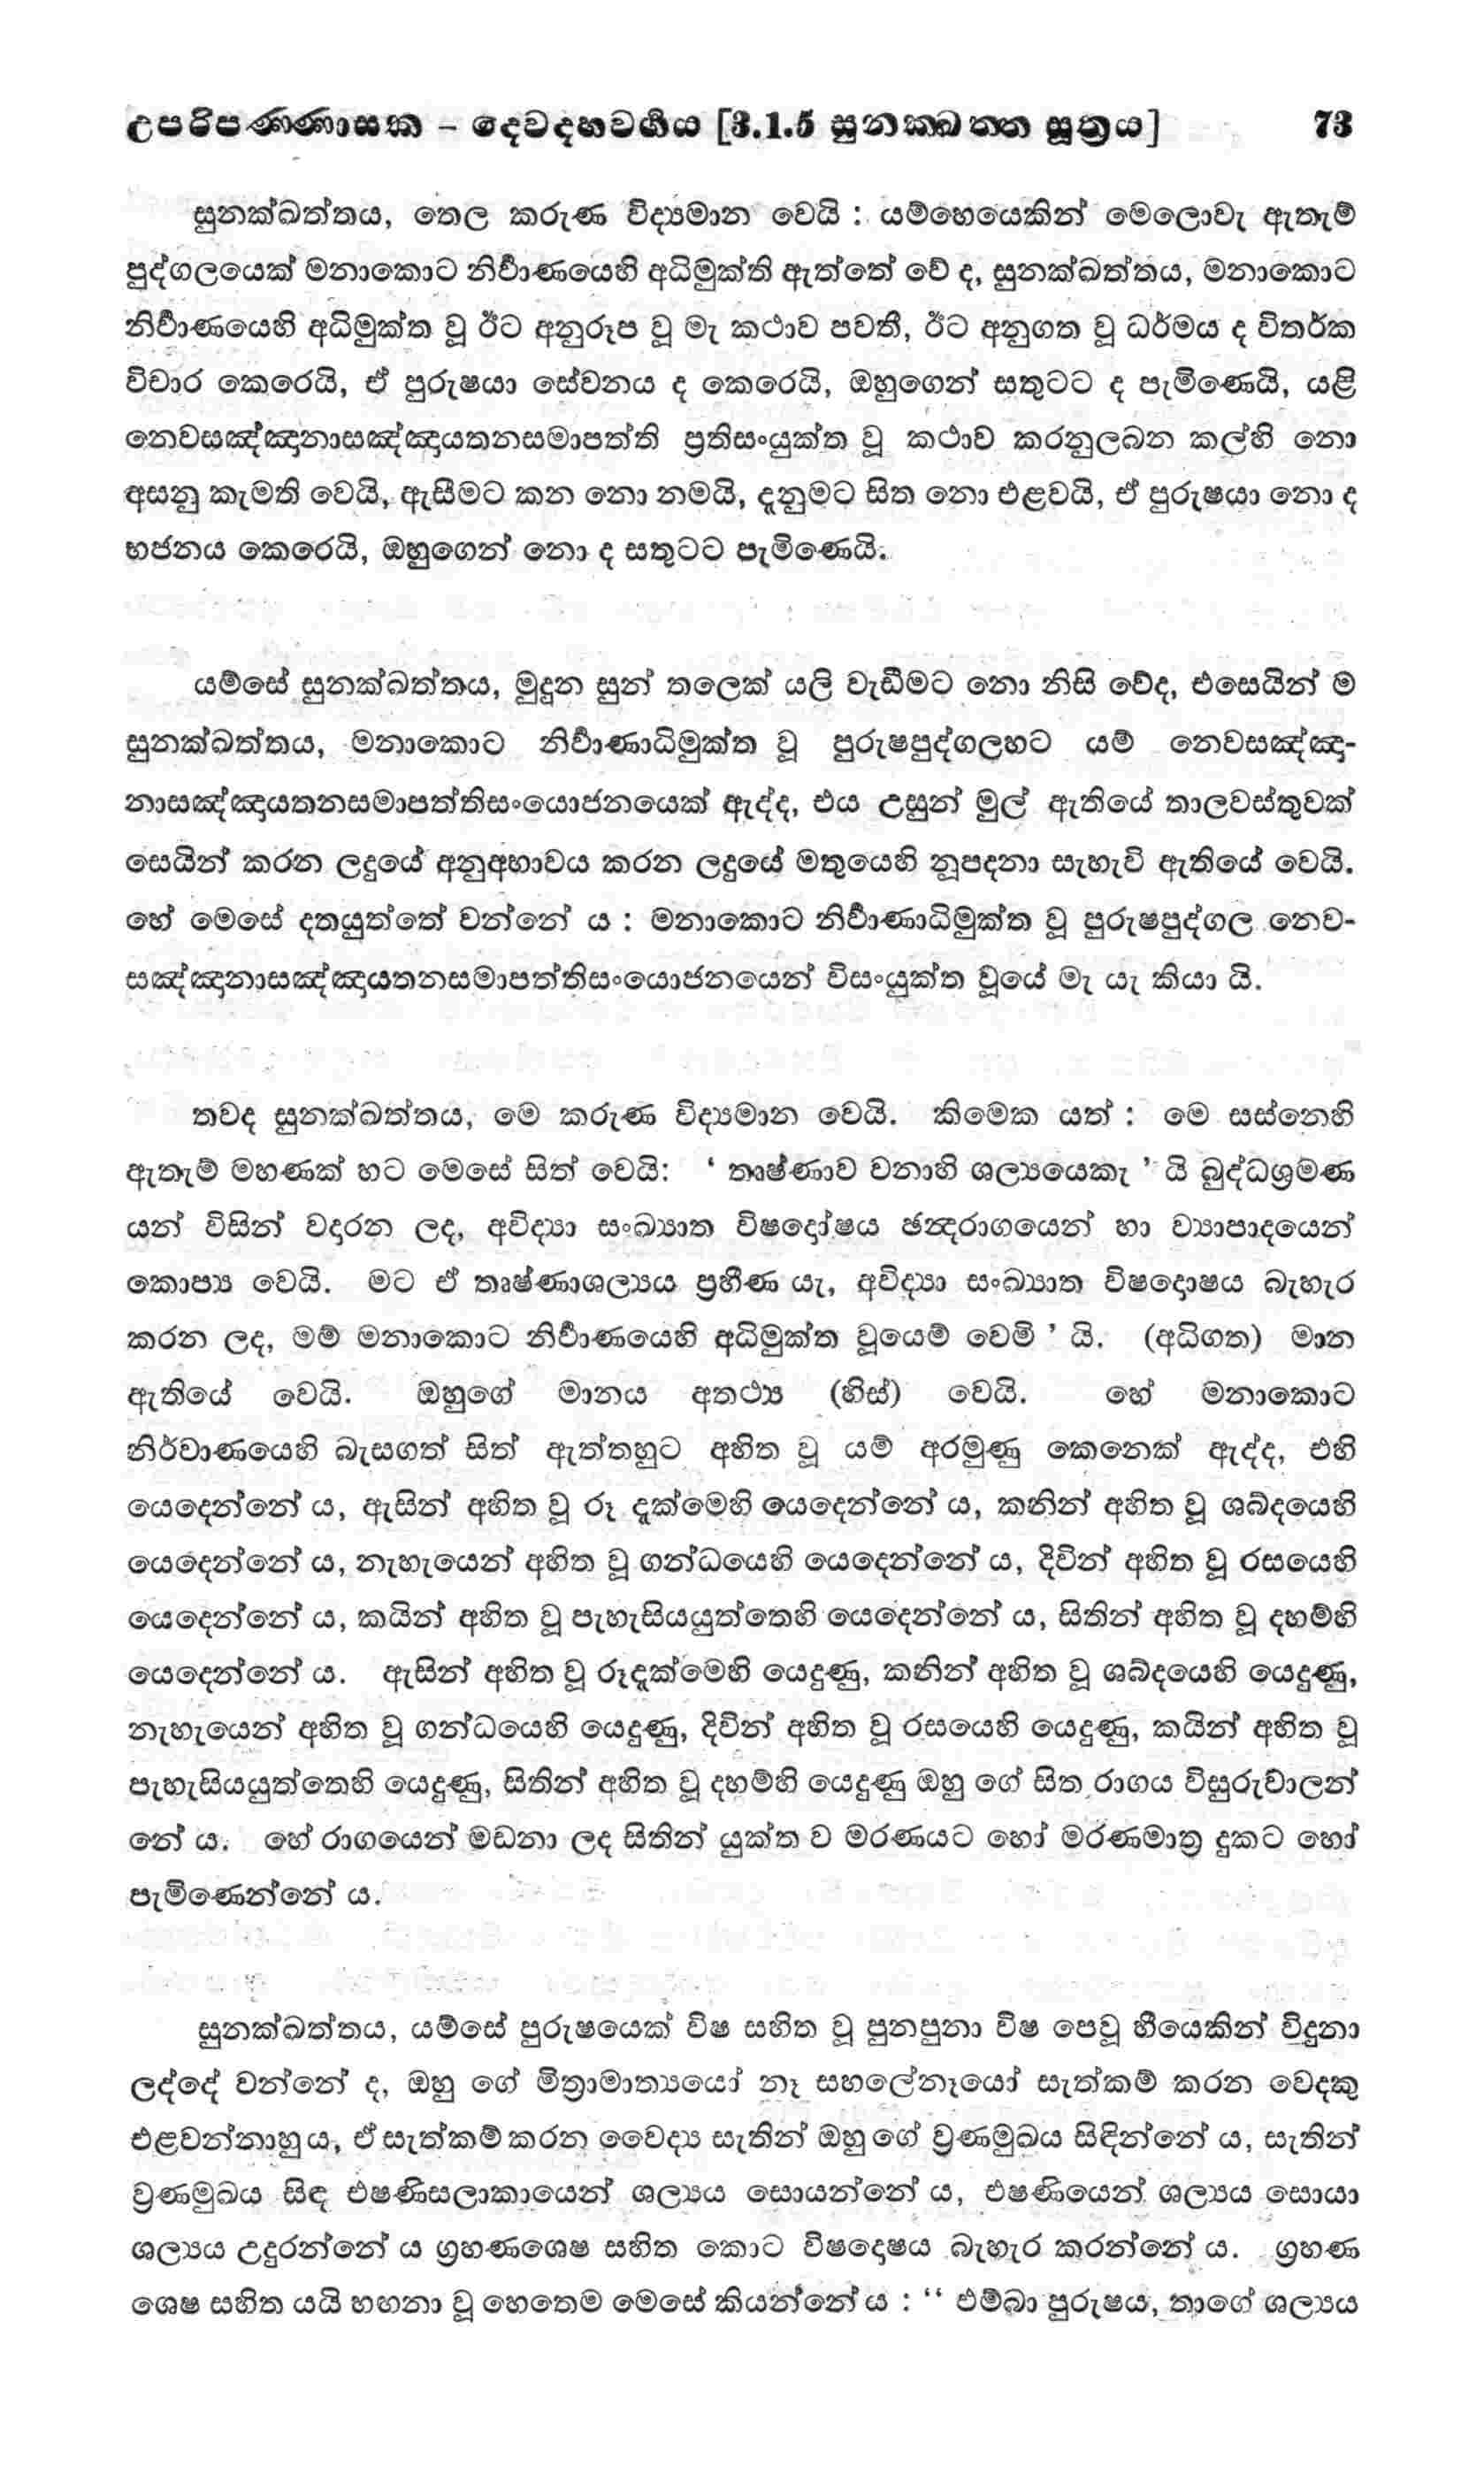 උපරිපණ්ණාසක – දෙවදහවර්‍ගය [3.1.5 සුනක්ඛත්ත සූත්‍රය] 73
සුනක්ඛත්තය, තෙල කරුණ විද්‍යමාන වෙයි : යම්හෙයෙකින් මෙලොවැ ඇතැම්
පුද්ගලයෙක් මනාකොට නිර්‍වාණයෙහි අධිමුක්ති ඇත්තේ වේ ද, සුනක්ඛත්තය, මනාකොට
නිර්‍වාණයෙහි අධිමුක්ත වූ ඊට අනුරූප වූ මැ කථාව පවතී, ඊට අනුගත වූ ධර්මය ද විතර්ක
විචාර කෙරෙයි, ඒ පුරුෂයා සේවනය ද කෙරෙයි, ඔහුගෙන් සතුටට ද පැමිණෙයි, යළි
නෙවසඤ්ඤානාසඤ්ඤායතනසමාපත්ති ප්‍රතිසංයුක්ත වූ කථාව කරනුලබන කල්හි නො
අසනු කැමති වෙයි, ඇසීමට කන නො නමයි, දැනුමට සිත නො එළවයි, ඒ පුරුෂයා නො ද
භජනය කෙරෙයි, ඔහුගෙන් නො ද සතුටට පැමිණෙයි.
යම්සේ සුනක්ඛත්තය, මුදුන සුන් තලෙක් යලි වැඩීමට නො නිසි වේද, එසෙයින් ම
සුනක්ඛත්තය, මනාකොට නිර්‍වාණාධිමුක්ත වූ පුරුෂපුද්ගලහට යම් නෙවසඤ්ඤා-
නාසඤ්ඤායතනසමාපත්තිසංයොජනයෙක් ඇද්ද, එය උසුන් මුල් ඇතියේ තාලවස්තුවක්
සෙයින් කරන ලදුයේ අනුඅභාවය කරන ලදුයේ මතුයෙහි නූපදනා සැහැවි ඇතියේ වෙයි.
හේ මෙසේ දතයුත්තේ වන්නේ ය : මනාකොට නිර්‍වාණාධිමුක්ත වූ පුරුෂපුද්ගල නෙව-
සඤ්ඤානාසඤ්ඤායතනසමාපත්තිසංයොජනයෙන් විසංයුක්ත වූයේ මැ යැ කියා යි.
තවද සුනක්ඛත්තය, මෙ කරුණ විද්‍යමාන වෙයි. කිමෙක යත් : මෙ සස්නෙහි
ඇතැම් මහණක් හට මෙසේ සිත් වෙයි: ‘ තෘෂ්ණාව වනාහි ශල්‍යයෙකැ ’ යි බුද්ධශ්‍රමණ
යන් විසින් වදාරන ලද, අවිද්‍යා සංඛ්‍යාත විෂදෝෂය ඡන්‍දරාගයෙන් හා ව්‍යාපාදයෙන්
කොප්‍ය වෙයි. මට ඒ තෘෂ්ණාශල්‍යය ප්‍රහීණ යැ, අවිද්‍යා සංඛ්‍යාත විෂදොෂය බැහැර
කරන ලද, මම් මනාකොට නිර්‍වාණයෙහි අධිමුක්ත වූයෙම් වෙමි ’ යි. (අධිගත) මාන
ඇතියේ වෙයි. ඔහුගේ මානය අතථ්‍ය (හිස්) වෙයි. හේ මනාකොට
නිර්වාණයෙහි බැසගත් සිත් ඇත්තහුට අහිත වූ යම් අරමුණු කෙනෙක් ඇද්ද, එහි
යෙදෙන්නේ ය, ඇසින් අහිත වූ රූ දැක්මෙහි යෙදෙන්නේ ය, කනින් අහිත වූ ශබ්දයෙහි
යෙදෙන්නේ ය, නැහැයෙන් අහිත වූ ගන්ධයෙහි යෙදෙන්නේ ය, දිවින් අහිත වූ රසයෙහි
යෙදෙන්නේ ය, කයින් අහිත වූ පැහැසියයුත්තෙහි යෙදෙන්නේ ය, සිතින් අහිත වූ දහම්හි
යෙදෙන්නේ ය. ඇසින් අහිත වූ රූදැක්මෙහි යෙදුණු, කනින් අහිත වූ ශබ්දයෙහි යෙදුණු,
නැහැයෙන් අහිත වූ ගන්ධයෙහි යෙදුණු, දිවින් අහිත වූ රසයෙහි යෙදුණු, කයින් අහිත වූ
පැහැසියයුත්තෙහි යෙදුණු, සිතින් අහිත වූ දහම්හි යෙදුණු ඔහු ගේ සිත රාගය විසුරුවාලන්
නේ ය. හේ රාගයෙන් මඩනා ලද සිතින් යුක්ත ව මරණයට හෝ මරණමාත්‍ර දුකට හෝ
පැමිණෙන්නේ ය.
සුනක්ඛත්තය, යම්සේ පුරුෂයෙක් විෂ සහිත වූ පුනපුනා විෂ පෙවූ හීයෙකින් විදුනා
ලද්දේ වන්නේ ද, ඔහු ගේ මිත්‍රාමාත්‍යයෝ නෑ සහලේනෑයෝ සැත්කම් කරන වෙදකු
එළවන්නාහු ය, ඒ සැත්කම් කරන වෛද්‍ය සැතින් ඔහු ගේ ව්‍රණමුඛය සිඳින්නේ ය, සැතින්
ව්‍රණමුඛය සිඳ එෂණිසලාකායෙන් ශල්‍යය සොයන්නේ ය, එෂණියෙන් ශල්‍යය සොයා
ශල්‍යය උදුරන්නේ ය ග්‍රහණශෙෂ සහිත කොට විෂදොෂය බැහැර කරන්නේ ය. ග්‍රහණ
ශෙෂ සහිත යයි හඟනා වූ හෙතෙම මෙසේ කියන්නේ ය : “ එම්බා පුරුෂය, තාගේ ශල්‍යය